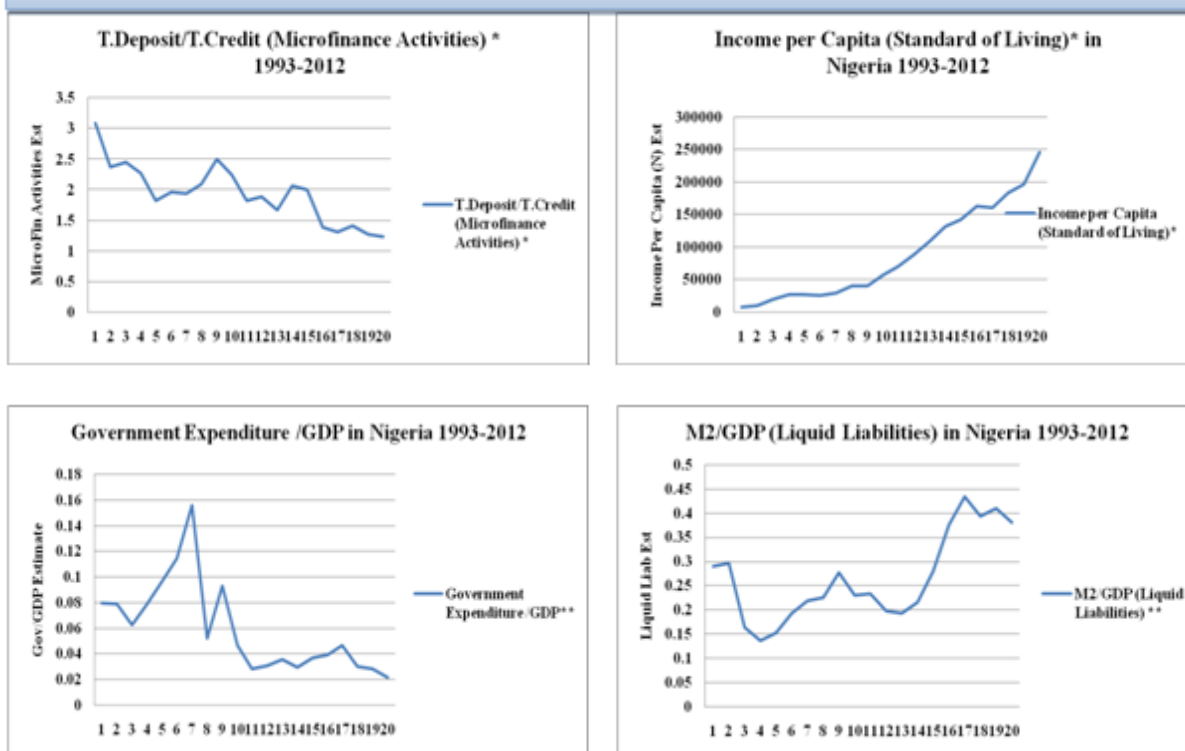 T.Deposit/T.Credit (Microfinance Activities) *
1993-2012
MicroFin Activities Est
3.5
3
2.5
2
1.5
1
0.5
0
1 2 3 4 5 6 7 8 9 1011121314151617181920
T.Deposit/T.Credit
(Microfinance
Activities) *
Income per Capita (Standard of Living)* in
Nigeria 1993-2012
Income Per Capita (N) Est
300000
250000
200000
150000
100000
50000
0
1 2 3 4 5 6 7 8 9 1011121314151617181920
Income per Capita
(Standard of Living)*
Government Expenditure /GDP in Nigeria 1993-2012
Gov/GDP Estimate
0.18
0.16
0.14
0.12
0.1
0.08
0.06
0.04
0.02
0
1 2 3 4 5 6 7 8 9 1011121314151617181920
Government
Expenditure /GDP**
M2/GDP (Liquid Liabilities) in Nigeria 1993-2012
Liquid Liab Est
0.5
0.45
0.4
0.35
0.3
0.25
0.2
0.15
0.1
0.05
0
1 2 3 4 5 6 7 8 9 1011121314151617181920
M2/GDP (Liquid
Liabilities) **